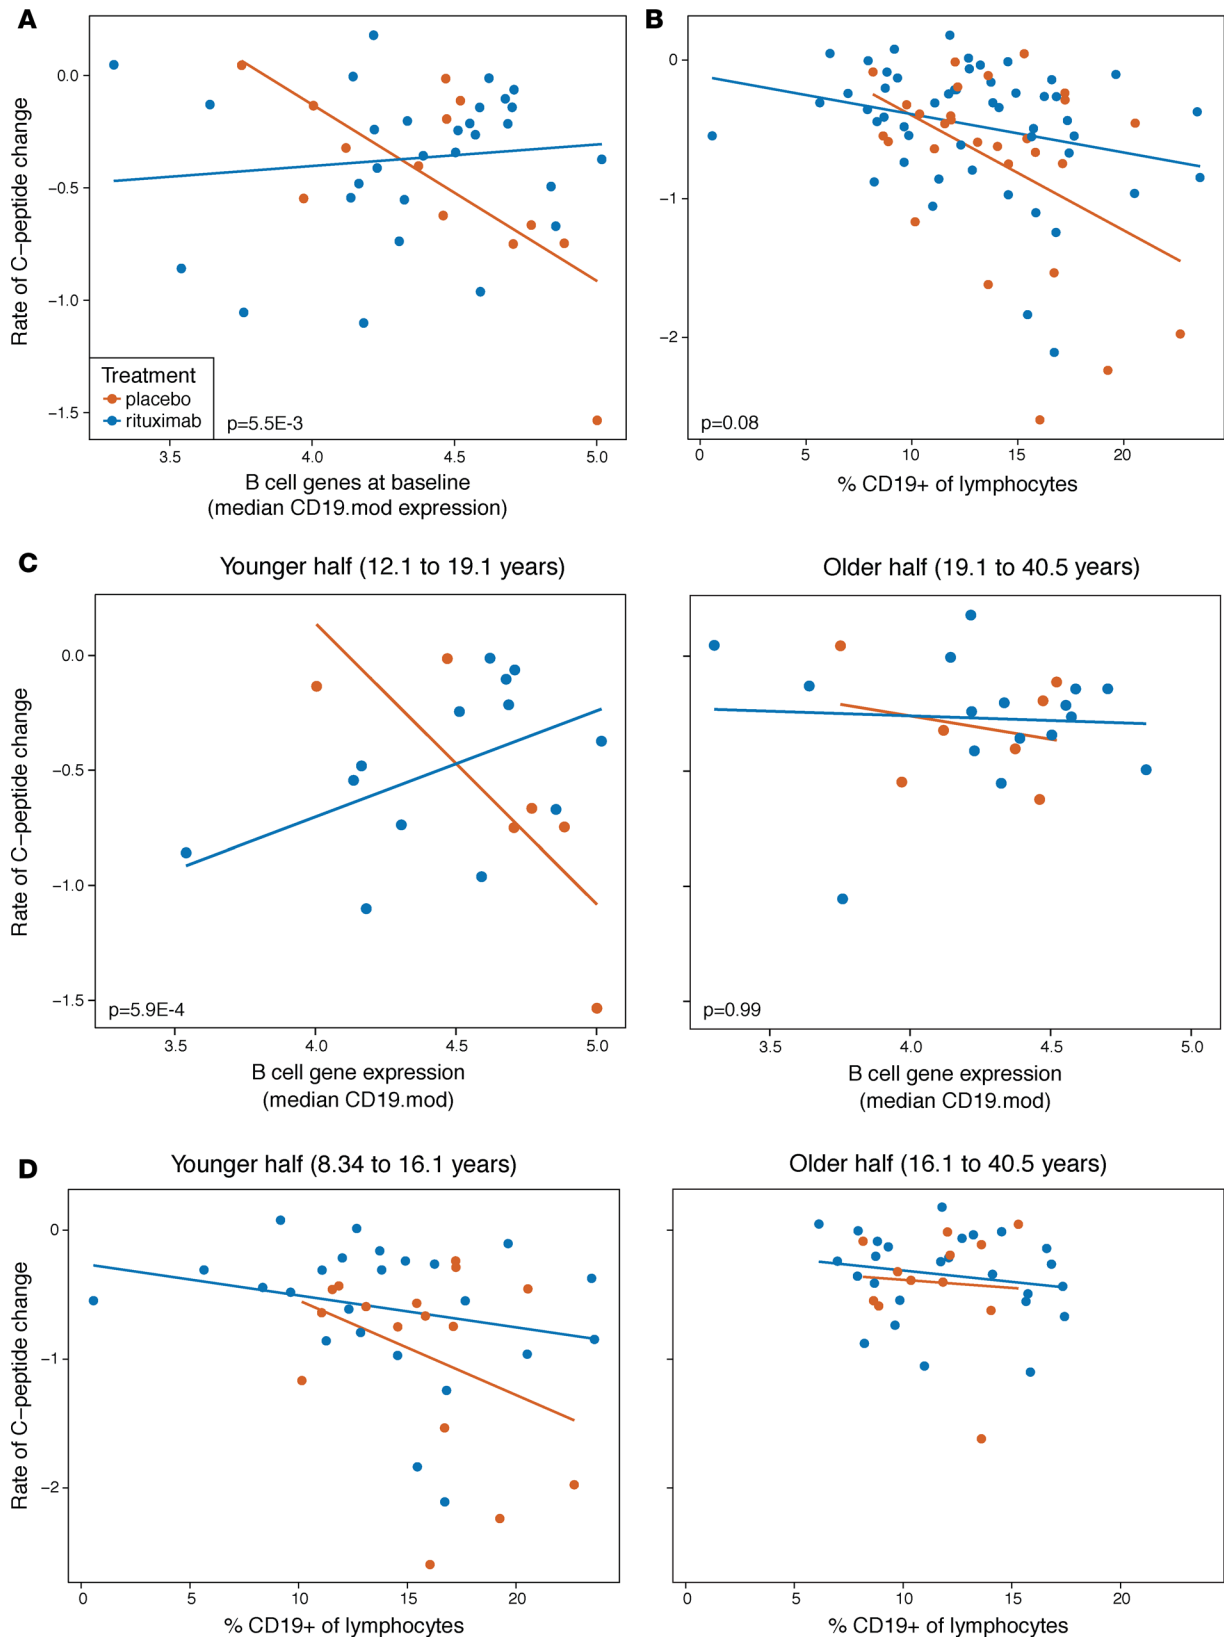 A
0.0
−0.5
−1.0
−1.5
Rate of C−peptide change
Treatment
placebo
rituximab
p=5.5E-3
3.5 4.0 4.5 5.0
B cell genes at baseline
(median CD19.mod expression)
B
0
−1
−2
p=0.08
0 5 10 15 20
% CD19+ of lymphocytes
C
Younger half (12.1 to 19.1 years)
0.0
−0.5
−1.0
−1.5
Rate of C−peptide change
p=5.9E-4
3.5 4.0 4.5 5.0
B cell gene expression
(median CD19.mod)
Older half (19.1 to 40.5 years)
p=0.99
3.5 4.0 4.5 5.0
B cell gene expression
(median CD19.mod)
D
Younger half (8.34 to 16.1 years)
0
−1
−2
Rate of C−peptide change
0 5 10 15 20
% CD19+ of lymphocytes
Older half (16.1 to 40.5 years)
0 5 10 15 20
% CD19+ of lymphocytes